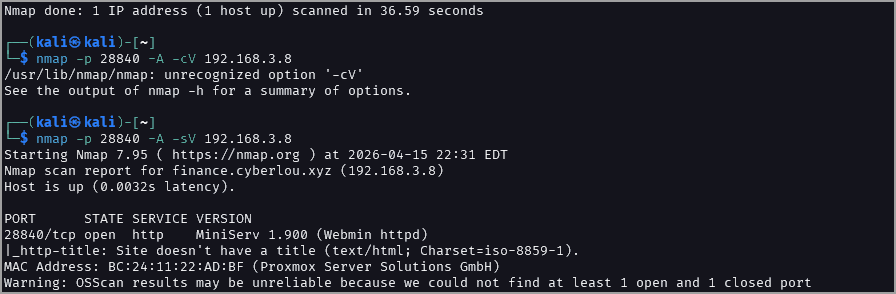 Nmap done: 1 IP address (1 host up) scanned in 36.59 seconds
┌──(kali㉿kali)-[~]
└─$ nmap -p 28840 -A -cV 192.168.3.8
/usr/lib/nmap/nmap: unrecognized option '-cV'
See the output of nmap -h for a summary of options.
┌──(kali㉿kali)-[~]
└─$ nmap -p 28840 -A -sV 192.168.3.8
Starting Nmap 7.95 ( https://nmap.org ) at 2026-04-15 22:31 EDT
Nmap scan report for finance.cyberlou.xyz (192.168.3.8)
Host is up (0.0032s latency).
PORT      STATE SERVICE VERSION
28840/tcp open  http    MiniServ 1.900 (Webmin httpd)
|_http-title: Site doesn't have a title (text/html; Charset=iso-8859-1).
MAC Address: BC:24:11:22:AD:BF (Proxmox Server Solutions GmbH)
Warning: OSScan results may be unreliable because we could not find at least 1 open and 1 closed port